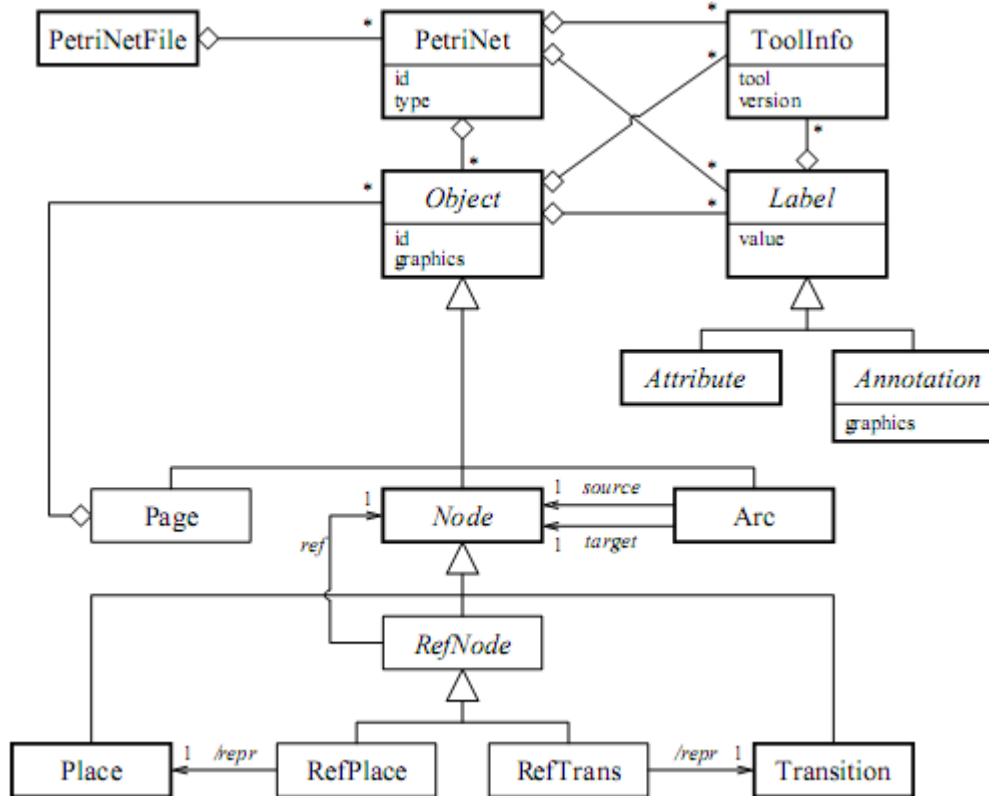 PetriNetFile
*
PetriNet
id
type
*
ToolInfo
tool
version
*
*
*
*
Object
id
graphics
*
*
Label
value
Attribute
Annotation
graphics
Page
1
Node
1 source
1 target
Arc
ref
RefNode
Place
1 /repr
RefPlace
RefTrans
/repr 1
Transition